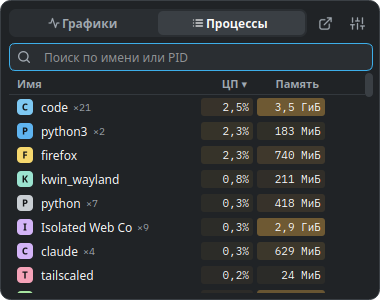 Графики Процессы
Поиск по имени или PID
Имя ЦП ▾ Память
C code ×21 2,5% 3,5 ГиБ
P python3 ×2 2,3% 183 МиБ
F firefox 2,3% 740 МиБ
K kwin_wayland 0,8% 211 МиБ
P python ×7 0,3% 418 МиБ
I Isolated Web Co ×9 0,3% 2,9 ГиБ
C claude ×4 0,3% 629 МиБ
T tailscaled 0,2% 24 МиБ